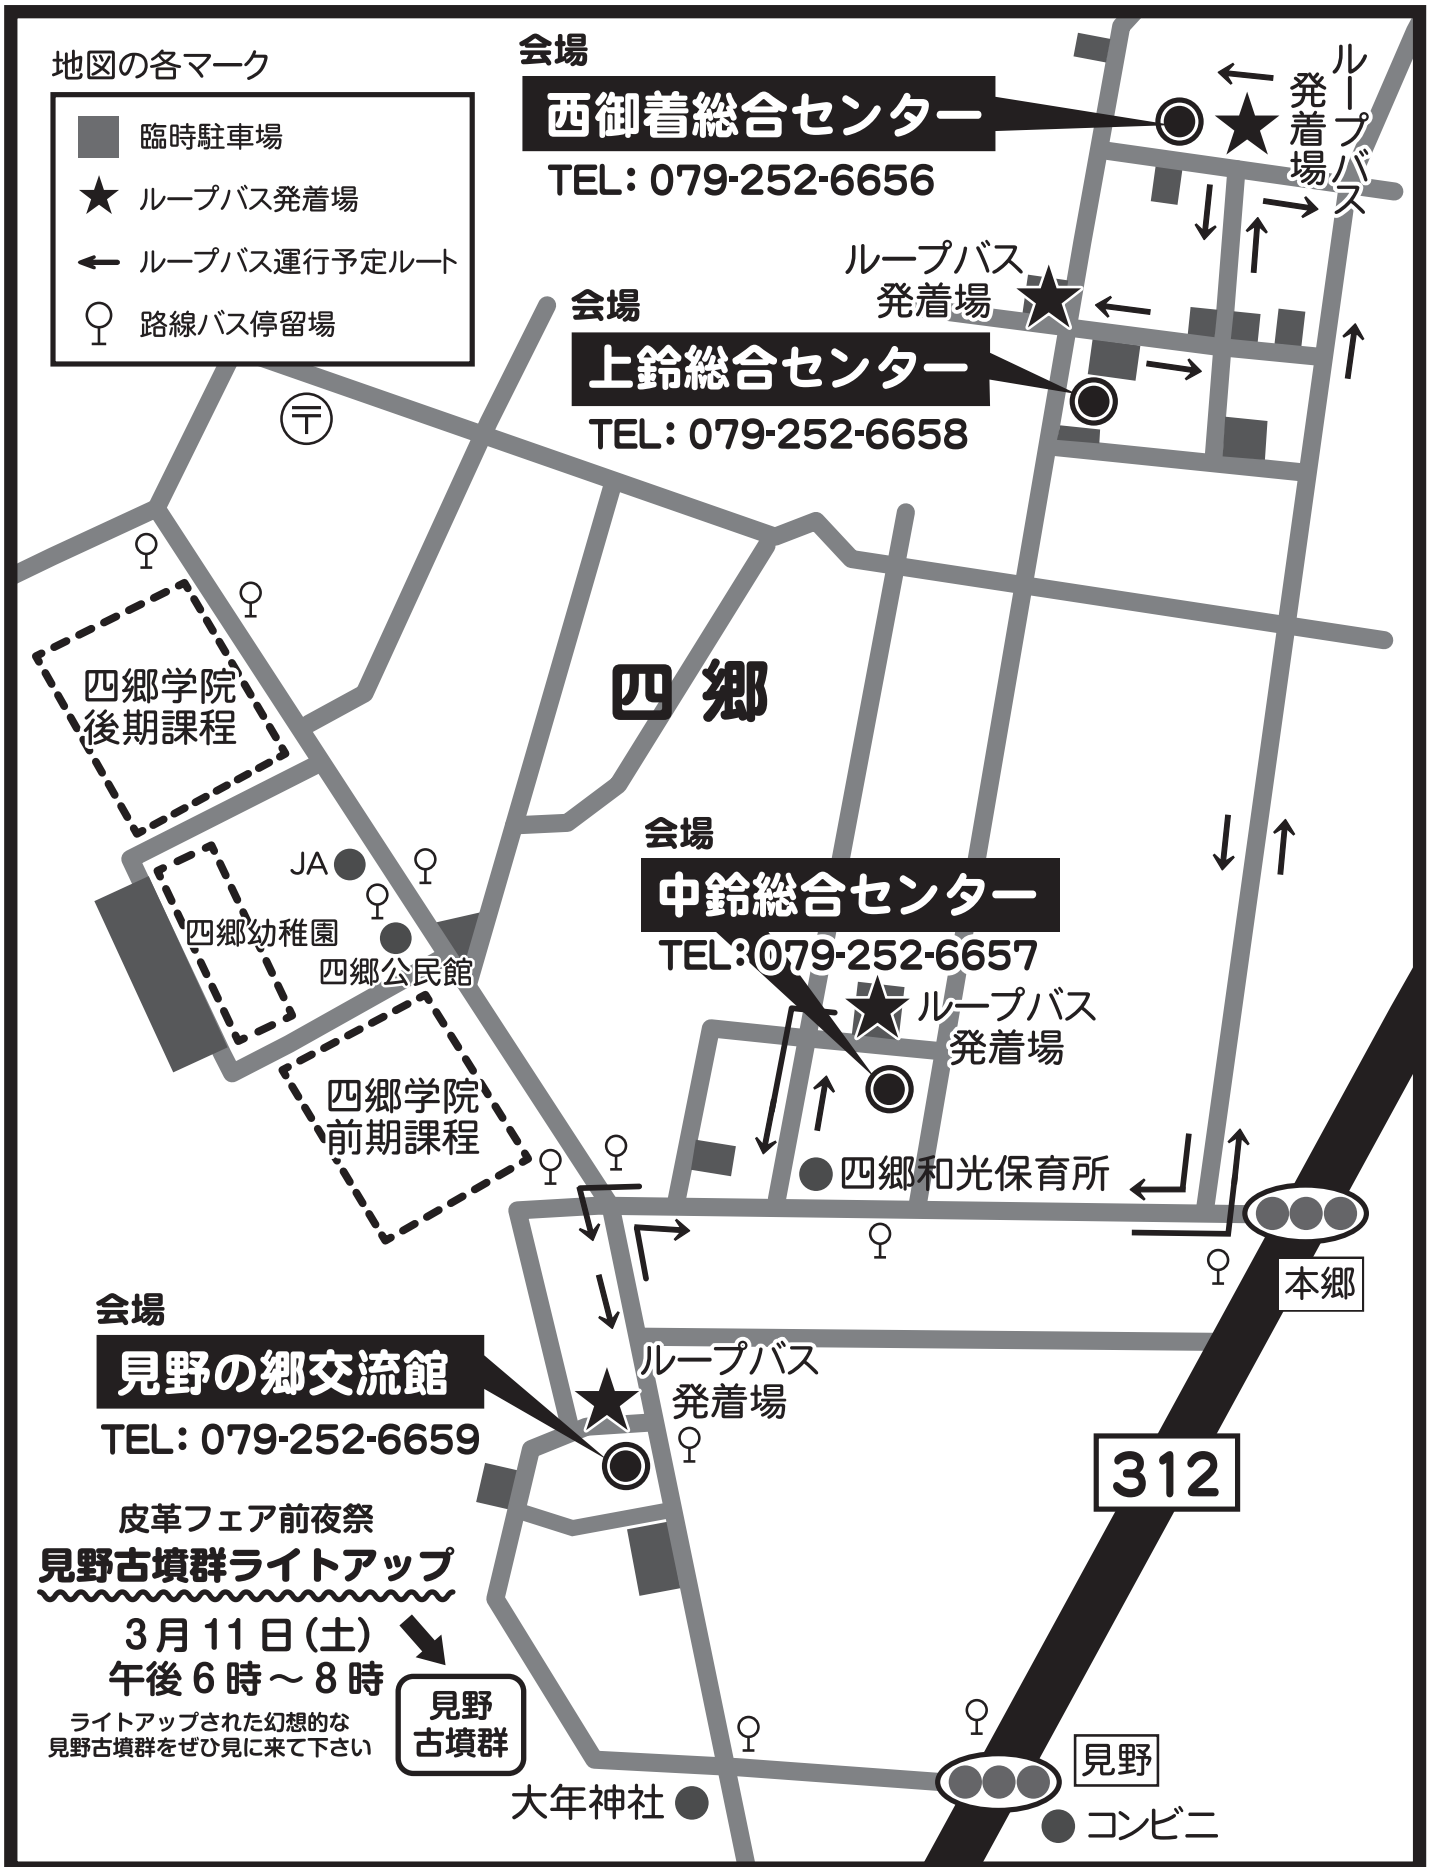 地図の各マーク
臨時駐車場
ループバス発着場
ループバス運行予定ルート
路線バス停留場
会場
西御着総合センター
TEL：079-252-6656
ループバス
発着場
ループバス
発着場
会場
上鈴総合センター
TEL：079-252-6658
〒
四郷学院
後期課程
四郷
JA
四郷幼稚園
四郷公民館
会場
中鈴総合センター
TEL：079-252-6657
ループバス
発着場
四郷学院
前期課程
四郷和光保育所
本郷
会場
見野の郷交流館
TEL：079-252-6659
ループバス
発着場
312
皮革フェア前夜祭
見野古墳群ライトアップ
3月11日(土)
午後6時～8時
ライトアップされた幻想的な
見野古墳群をぜひ見に来て下さい
見野
古墳群
大年神社
見野
コンビニ